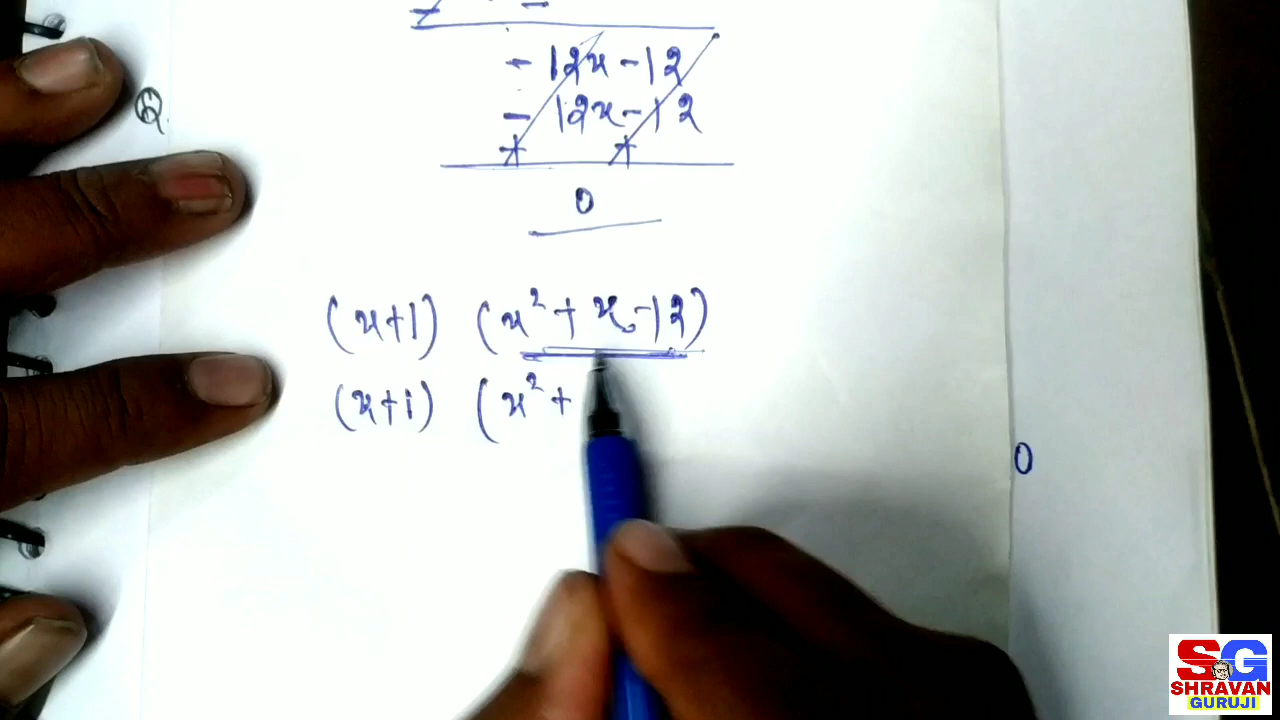 - 12x - 12
- 12x - 12
+ +
0
(x+1) (x² + x - 12)
(x+1) (x² +
0
SG
SHRAVAN
GURUJI